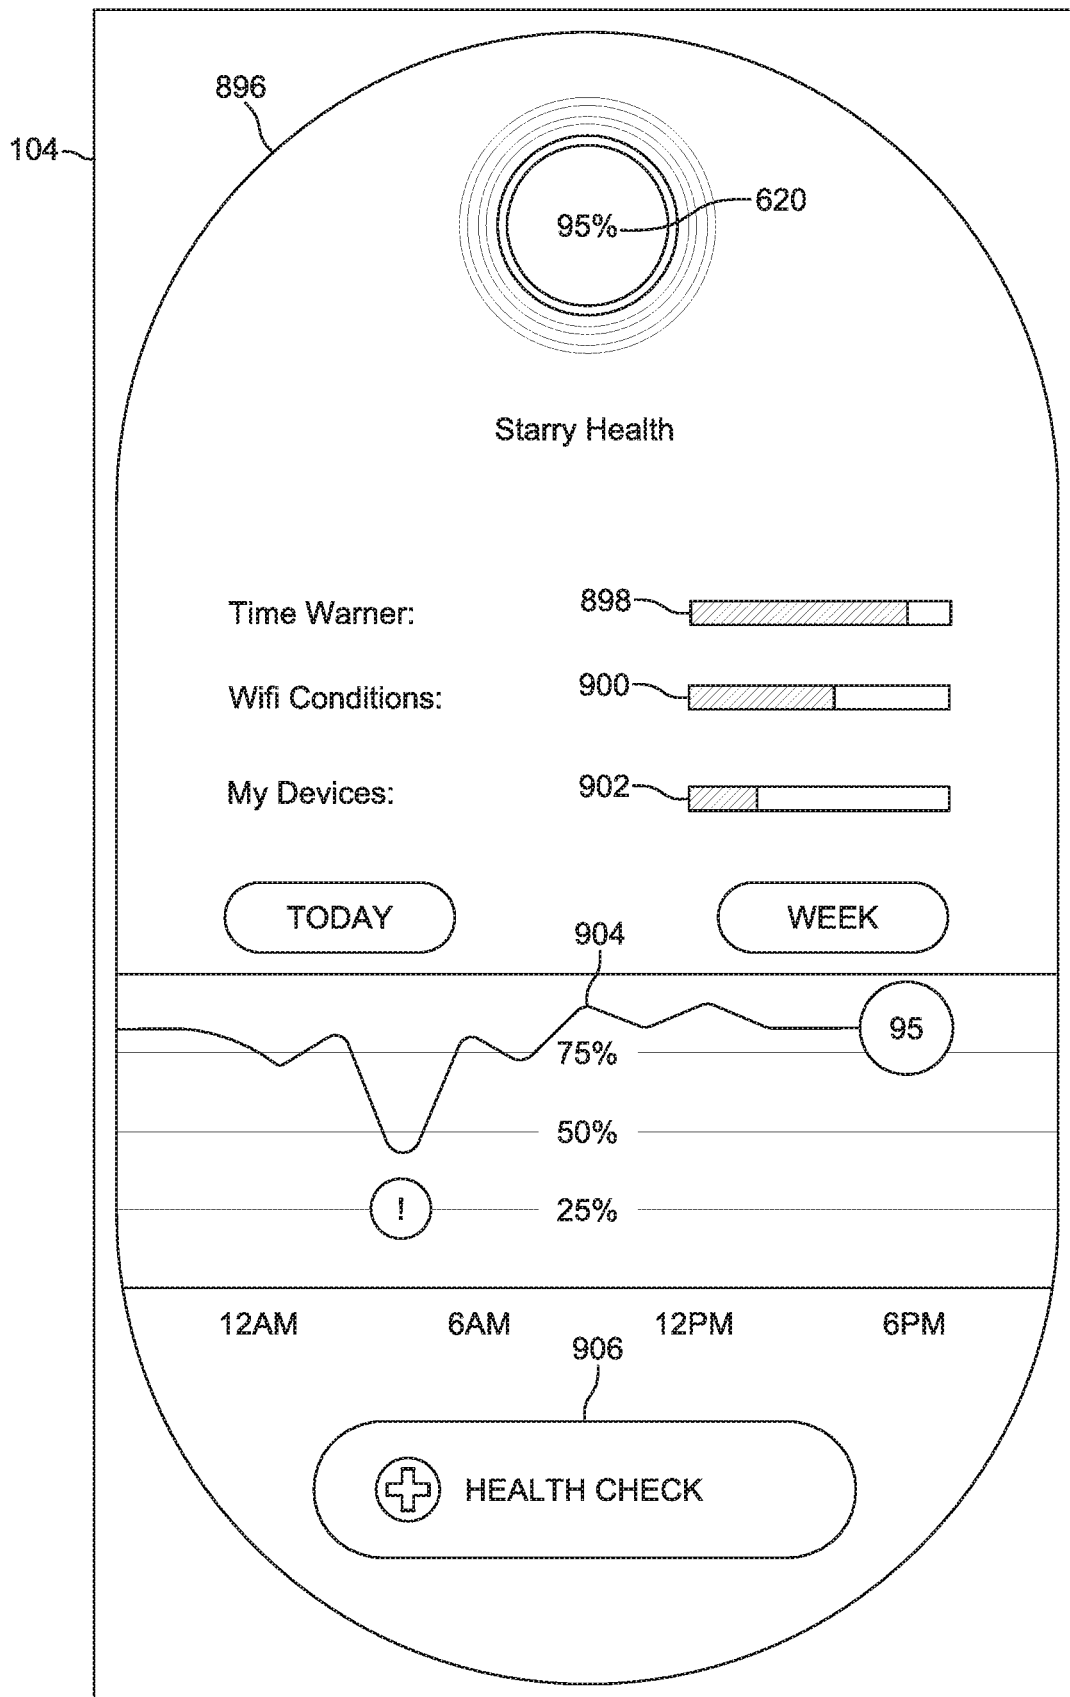 896
104
620
95%
Starry Health
Time Warner:
898
Wifi Conditions:
900
My Devices:
902
TODAY
WEEK
904
95
75%
50%
!
25%
12AM
6AM
12PM
6PM
906
HEALTH CHECK